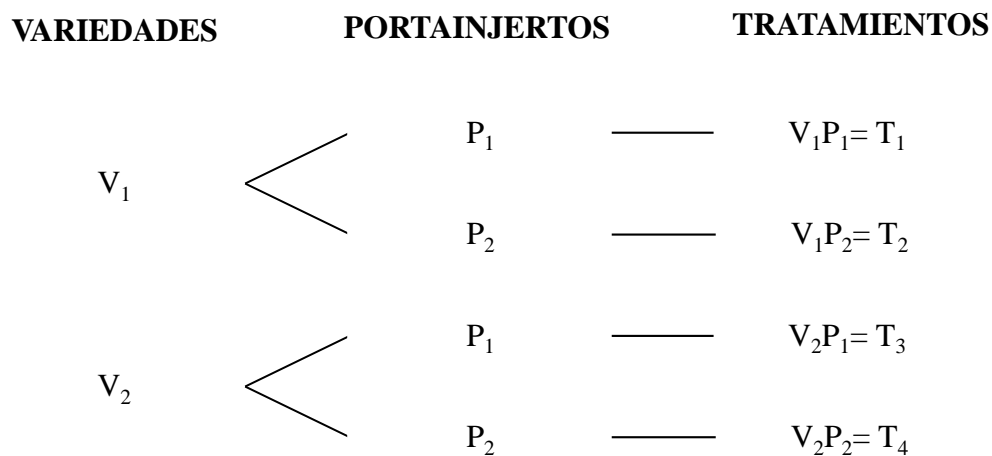 VARIEDADES PORTAINJERTOS TRATAMIENTOS
P₁ V₁P₁= T₁
V₁
P₂ V₁P₂= T₂
P₁ V₂P₁= T₃
V₂
P₂ V₂P₂= T₄